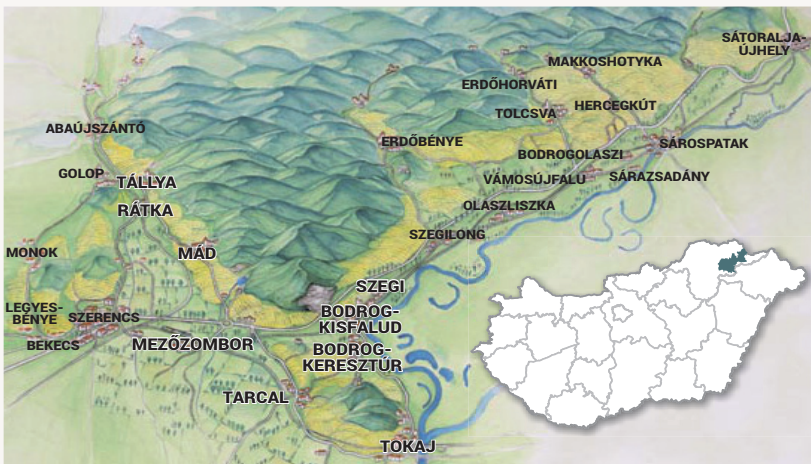 SÁTORALJA-
ÚJHELY
MAKKOSHOTYKA
ERDŐHORVÁTI
HERCEGKÚT
TOLCSVA
ABAÚJSZÁNTÓ
ERDŐBÉNYE
SÁROSPATAK
BODROGOLASZI
GOLOP
TÁLLYA
VÁMOSÚJFALU
SÁRAZSADÁNY
RÁTKA
OLASZLISZKA
SZEGILONG
MONOK
MÁD
SZEGI
LEGYES-
BÉNYE
SZERENCS
BODROG-
KISFALUD
BEKECS
MEZŐZOMBOR
BODROG-
KERESZTÚR
TARCAL
TOKAJ